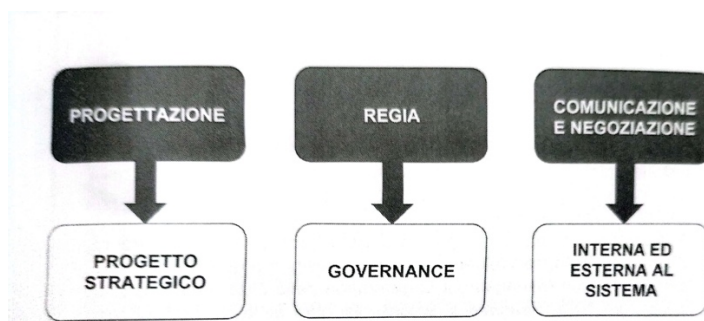 PROGETTAZIONE
REGIA
COMUNICAZIONE
E NEGOZIAZIONE
PROGETTO
STRATEGICO
GOVERNANCE
INTERNA ED
ESTERNA AL
SISTEMA